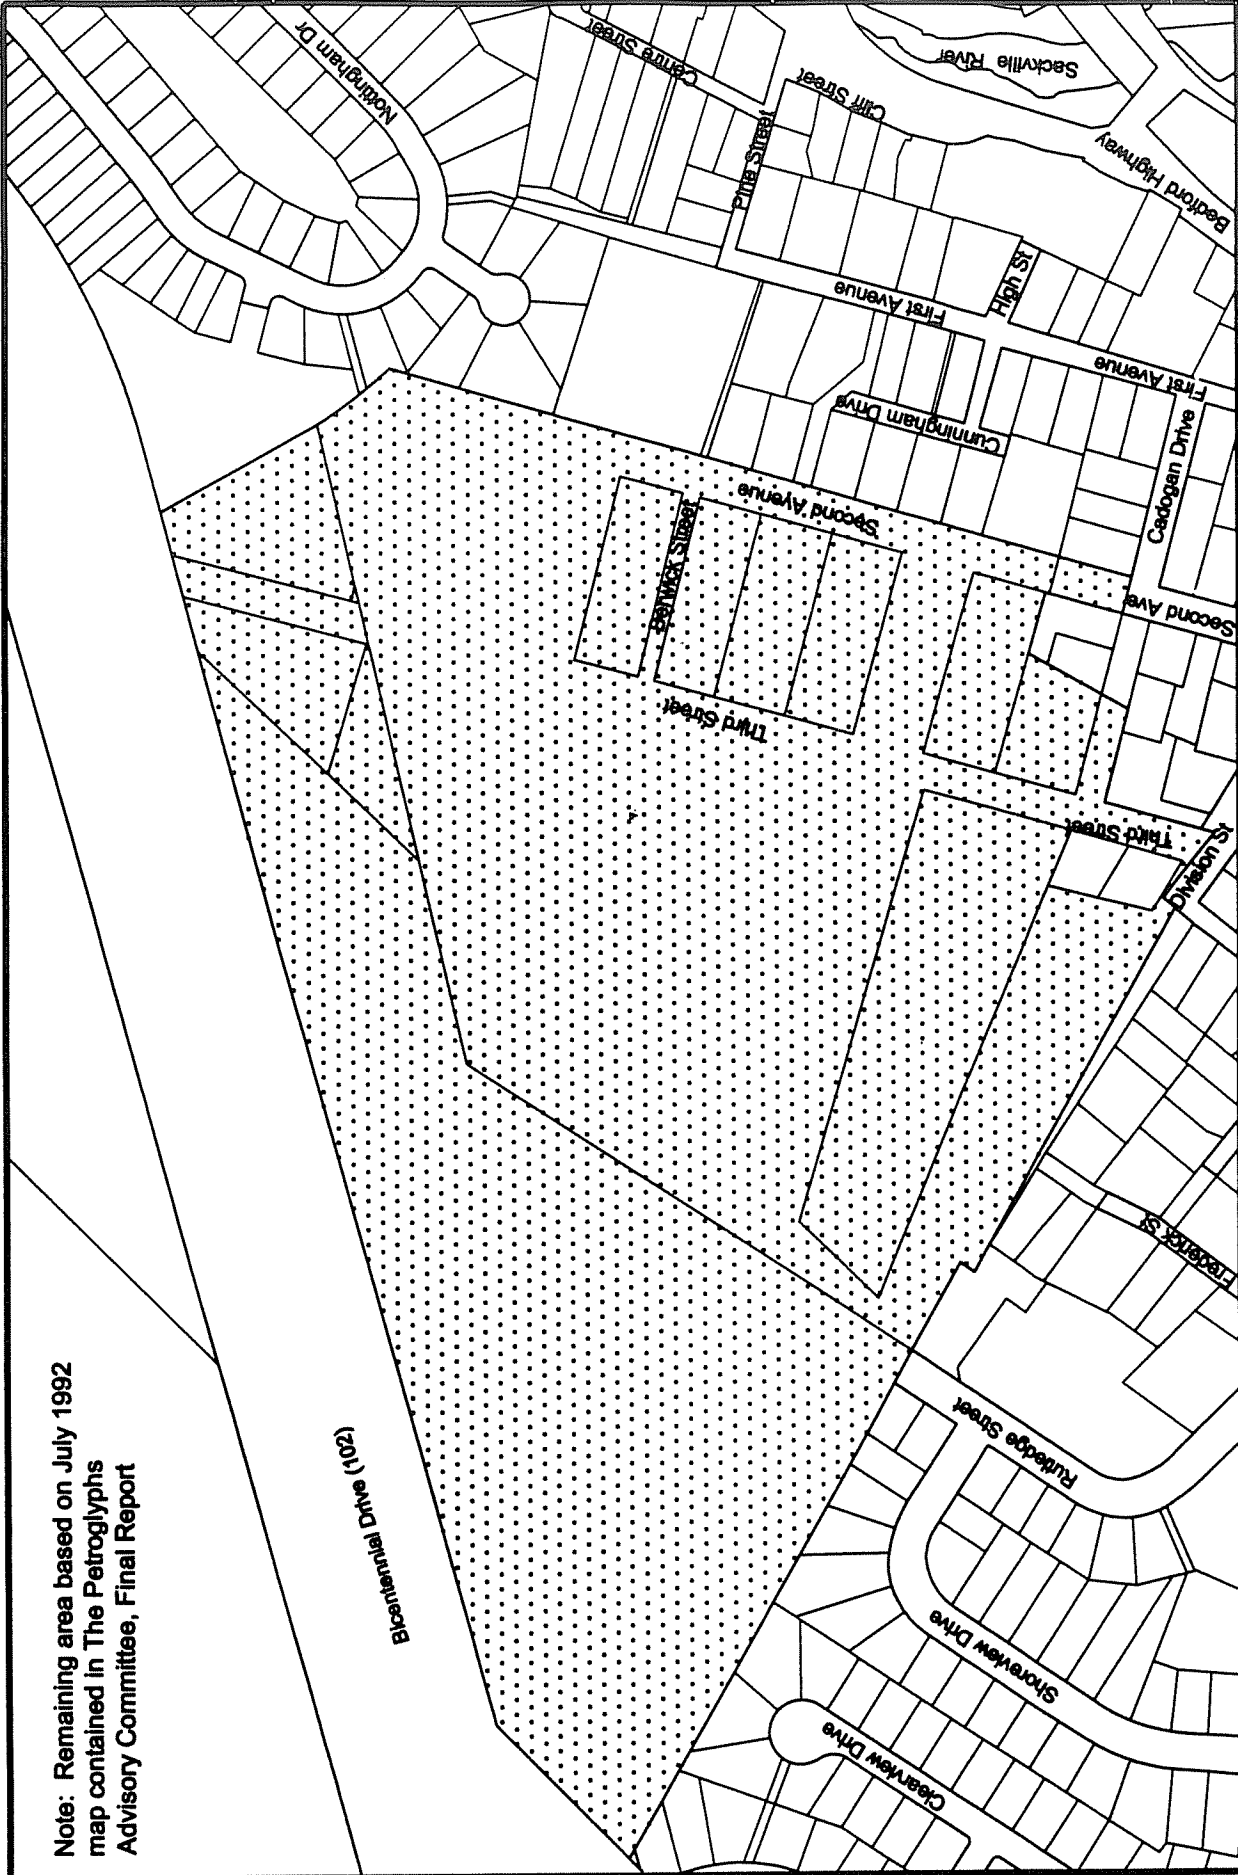 Note: Remaining area based on July 1992
map contained in The Petroglyphs
Advisory Committee, Final Report
Bicentennial Drive (102)
Nottingham Dr
Centre Street
Pine Street
Cliff Street
Sackville River
Bedford Highway
First Avenue
High St
First Avenue
Cunningham Drive
Cadogan Drive
Second Avenue
Second Ave
Berwick Street
Third Street
Third Street
Division St
Frederick St
Rutledge Street
Shoreview Drive
Clearview Drive